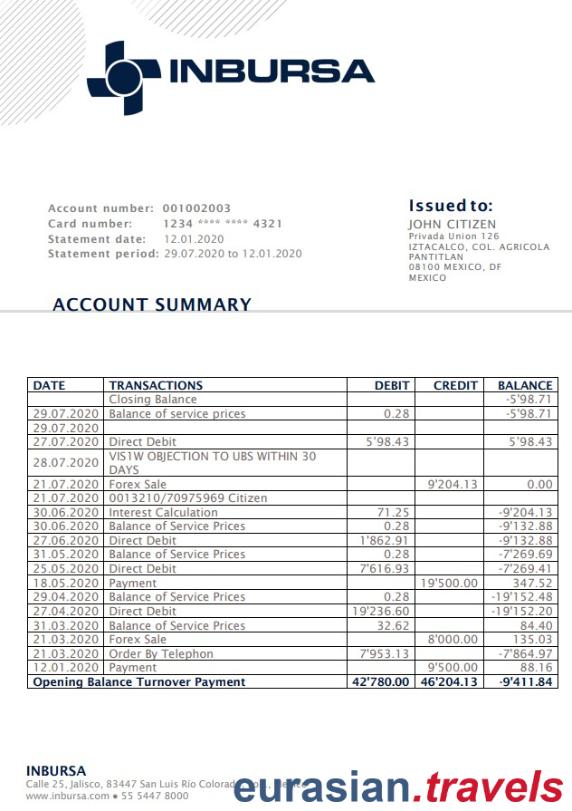 INBURSA
Account number: 001002003
Card number: 1234 **** **** 4321
Statement date: 12.01.2020
Statement period: 29.07.2020 to 12.01.2020
Issued to:
JOHN CITIZEN
Privada Union 126
IZTACALCO, COL. AGRICOLA
PANTITLAN
08100 MEXICO, DF
MEXICO
ACCOUNT SUMMARY
DATE TRANSACTIONS DEBIT CREDIT BALANCE
Closing Balance -5'98.71
29.07.2020 Balance of service prices 0.28 -5'98.71
29.07.2020
27.07.2020 Direct Debit 5'98.43 5'98.43
28.07.2020 VIS1W OBJECTION TO UBS WITHIN 30
DAYS
21.07.2020 Forex Sale 9'204.13 0.00
21.07.2020 0013210/70975969 Citizen
30.06.2020 Interest Calculation 71.25 -9'204.13
30.06.2020 Balance of Service Prices 0.28 -9'132.88
27.06.2020 Direct Debit 1'862.91 -9'132.88
31.05.2020 Balance of Service Prices 0.28 -7'269.69
25.05.2020 Direct Debit 7'616.93 -7'269.41
18.05.2020 Payment 19'500.00 347.52
29.04.2020 Balance of Service Prices 0.28 -19'152.48
27.04.2020 Direct Debit 19'236.60 -19'152.20
31.03.2020 Balance of Service Prices 32.62 84.40
21.03.2020 Forex Sale 8'000.00 135.03
21.03.2020 Order By Telephon 7'953.13 -7'864.97
12.01.2020 Payment 9'500.00 88.16
Opening Balance Turnover Payment 42'780.00 46'204.13 -9'411.84
INBURSA
Calle 25, Jalisco, 83447 San Luis Río Colorad
www.inbursa.com ● 55 5447 8000
eurasian.travels